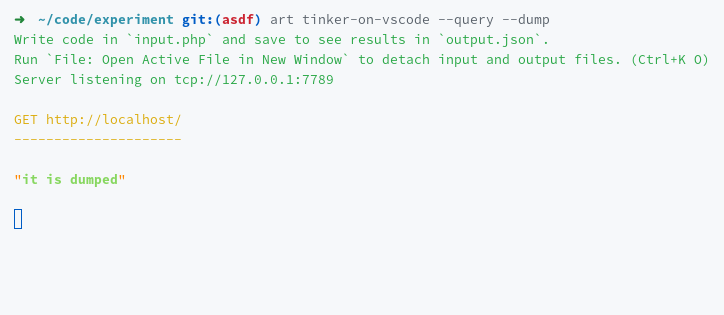 ➜ ~/code/experiment git:(asdf) art tinker-on-vscode --query --dump
Write code in `input.php` and save to see results in `output.json`.
Run `File: Open Active File in New Window` to detach input and output files. (Ctrl+K O)
Server listening on tcp://127.0.0.1:7789
GET http://localhost/
---------------------
"it is dumped"